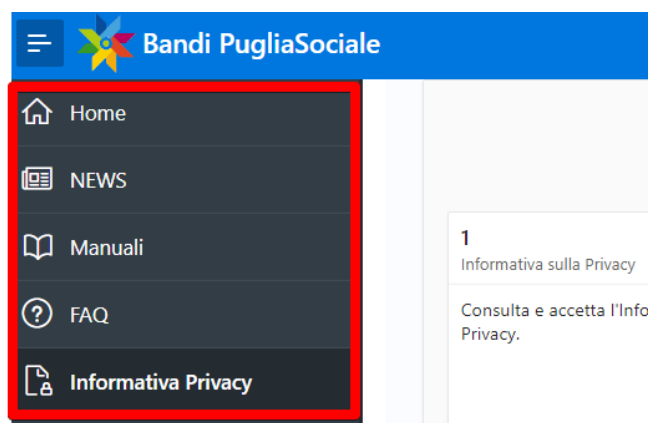 Bandi PugliaSociale
Home
NEWS
Manuali
FAQ
Informativa Privacy
1
Informativa sulla Privacy
Consulta e accetta l'Info
Privacy.